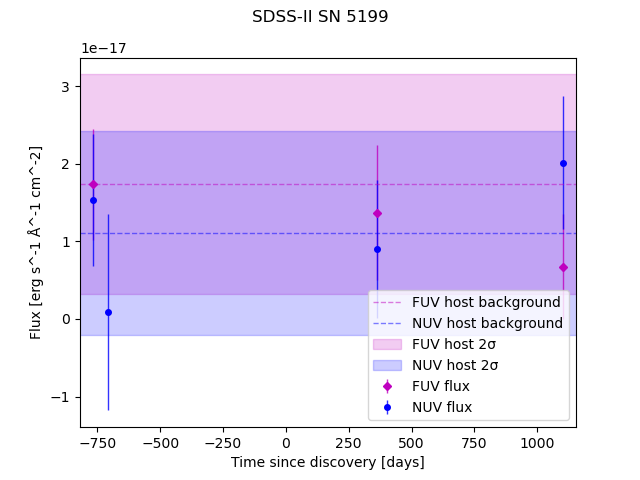 SDSS-II SN 5199
1e−17
3
2
1
0
−1
Flux [erg s^-1 Å^-1 cm^-2]
FUV host background
NUV host background
FUV host 2σ
NUV host 2σ
FUV flux
NUV flux
−750 −500 −250 0 250 500 750 1000
Time since discovery [days]